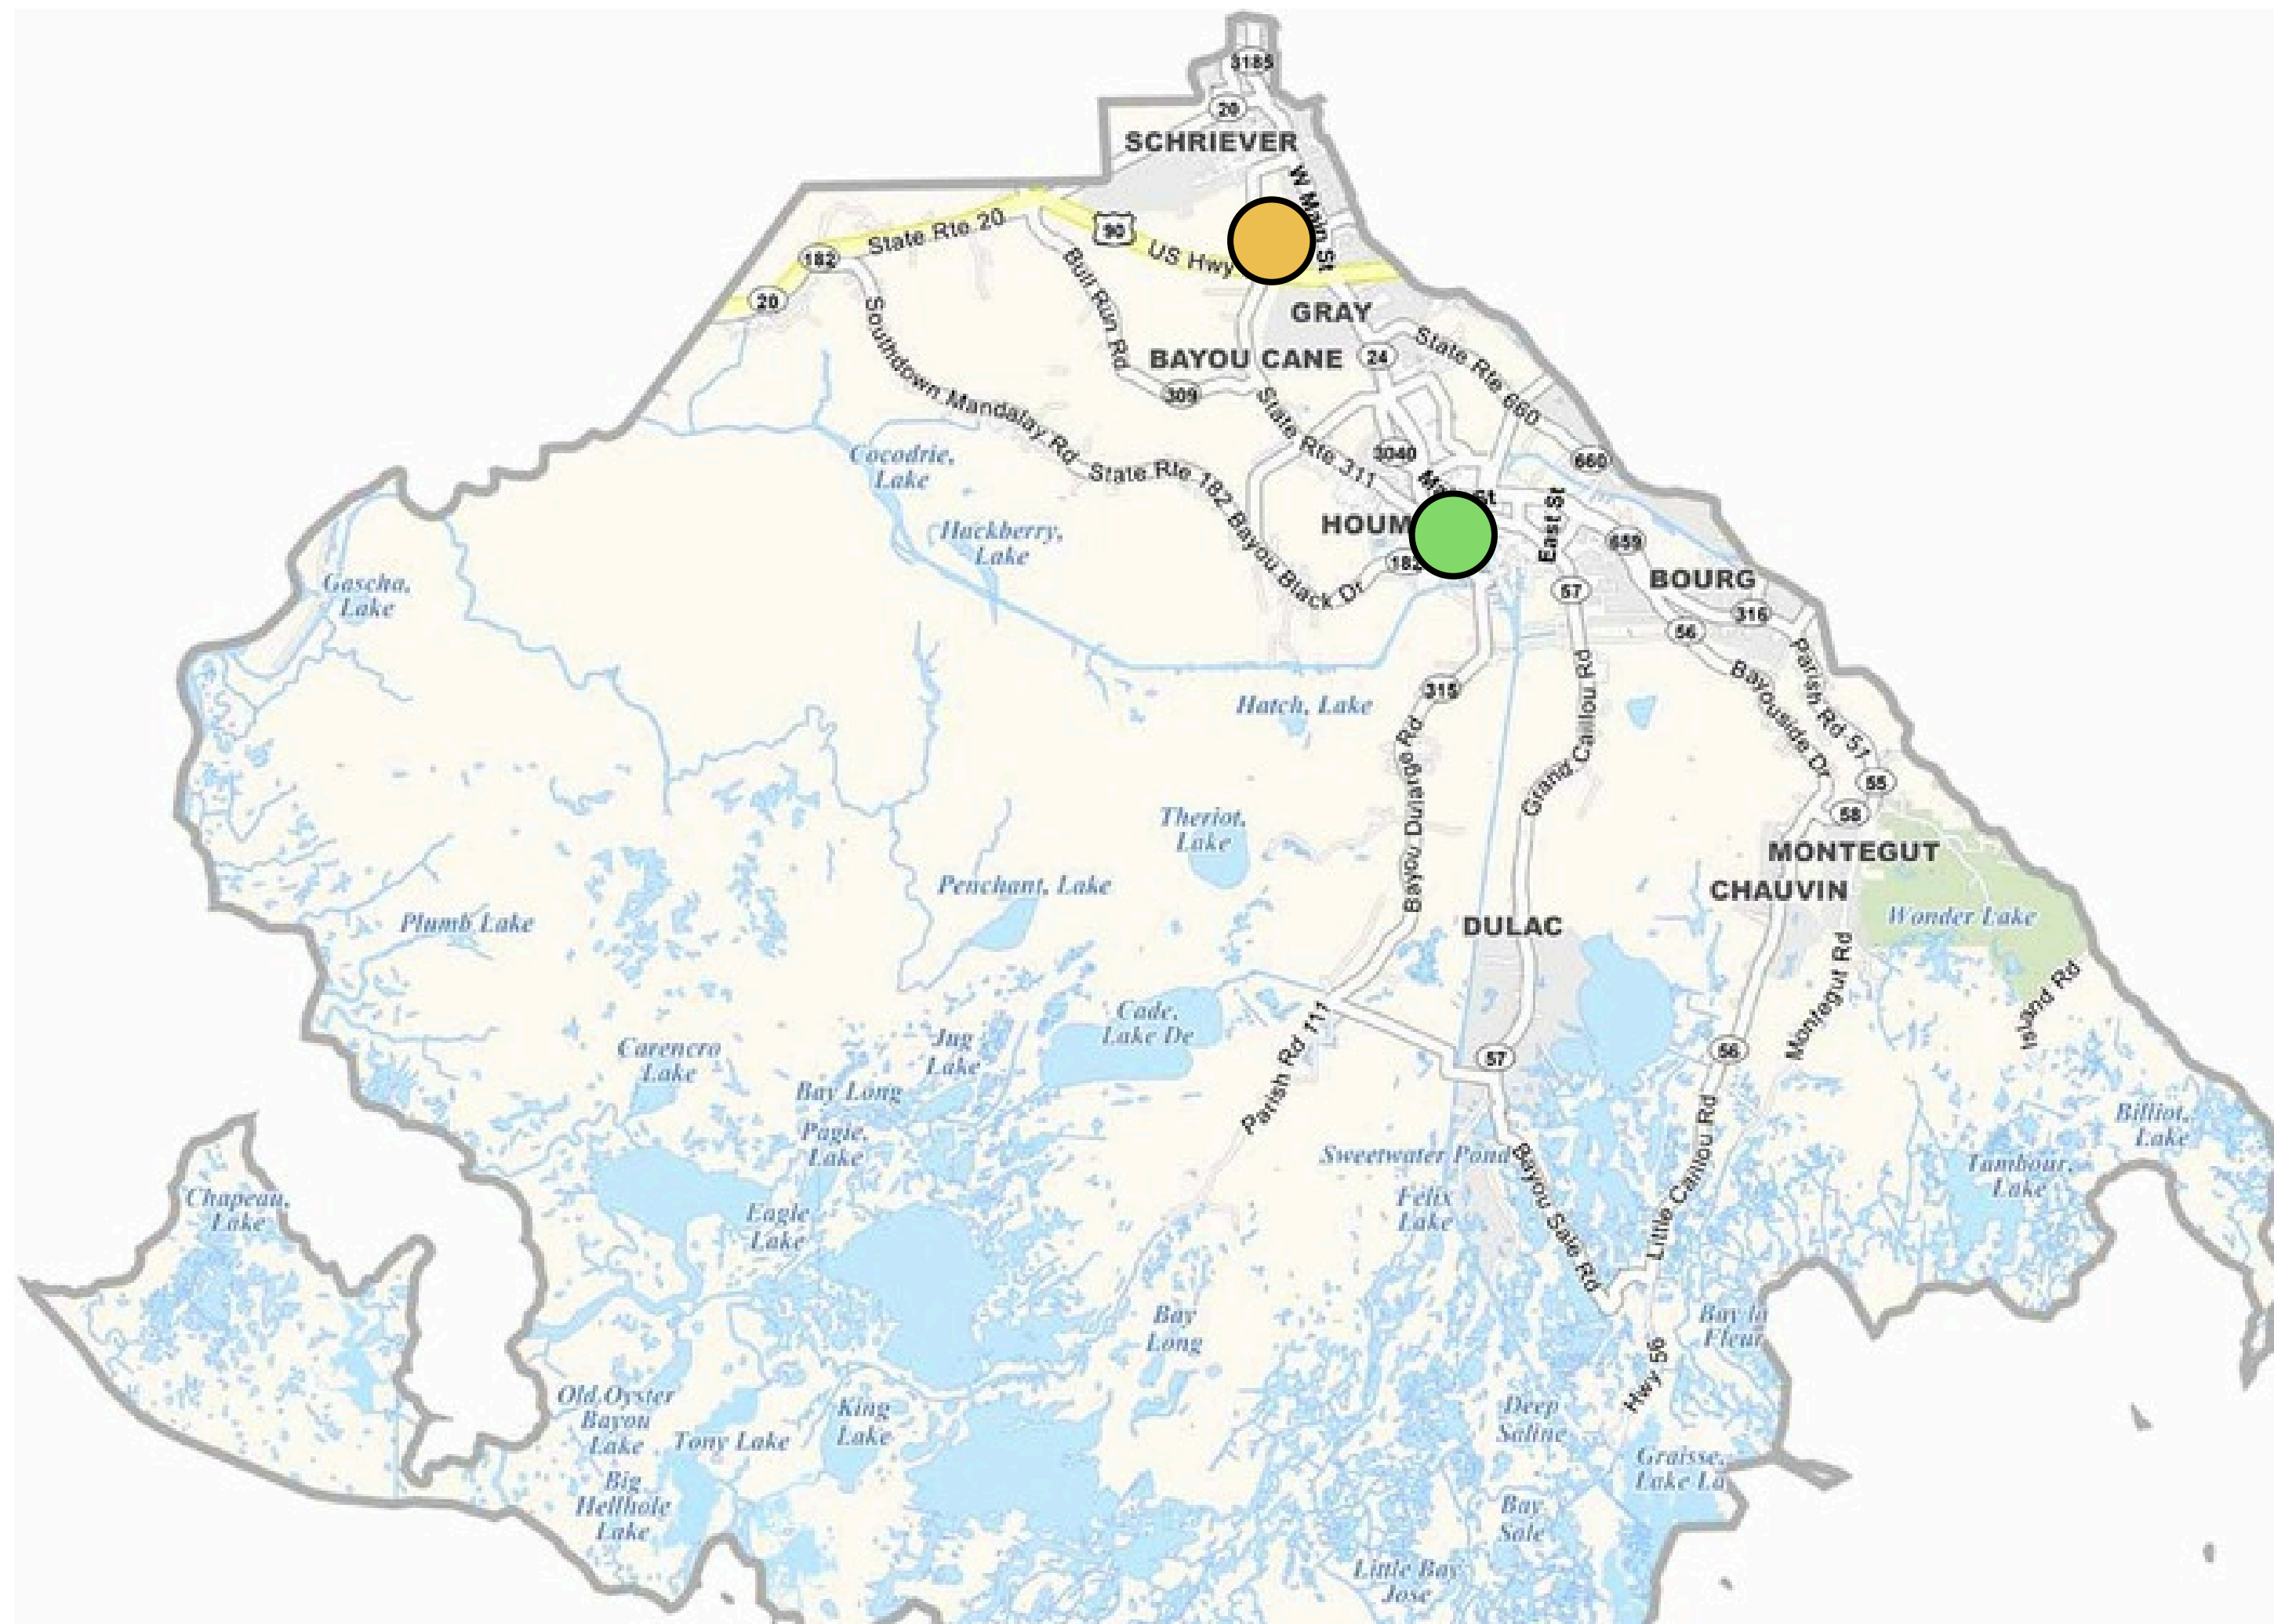 3185
20
SCHRIEVER
W Main St
State Rte 20
90
US Hwy
182
20
Bull Run Rd
GRAY
Southdown Mandalay Rd
BAYOU CANE
24
State Rte 660
309
State Rte 311
3040
660
Cocodrie,
Lake
State Rte 182
Bayou Black Dr
St
HOUM
East St
659
Hackberry,
Lake
182
57
BOURG
316
Gascha,
Lake
56
Parish Rd 51
Bayouside Dr
315
Hatch, Lake
Bayou Dularge Rd
Grand Caillou Rd
55
58
Theriot,
Lake
MONTEGUT
CHAUVIN
Penchant, Lake
Plumb Lake
DULAC
Wonder Lake
Montegut Rd
Island Rd
Cade,
Lake De
Jug
Lake
Carencro
Lake
Parish Rd 111
57
56
Bay Long
Pagie,
Lake
Little Caillou Rd
Billiot,
Lake
Sweetwater Pond
Bayou Sale Rd
Tambour,
Lake
Chapeau,
Lake
Felix
Lake
Eagle
Lake
Bay
Long
Bay la
Fleur
Hwy 56
Old Oyster
Bayou
Lake
Tony Lake
King
Lake
Deep
Saline
Graisse,
Lake La
Big
Hellhole
Lake
Bay
Sale
Little Bay
Jose